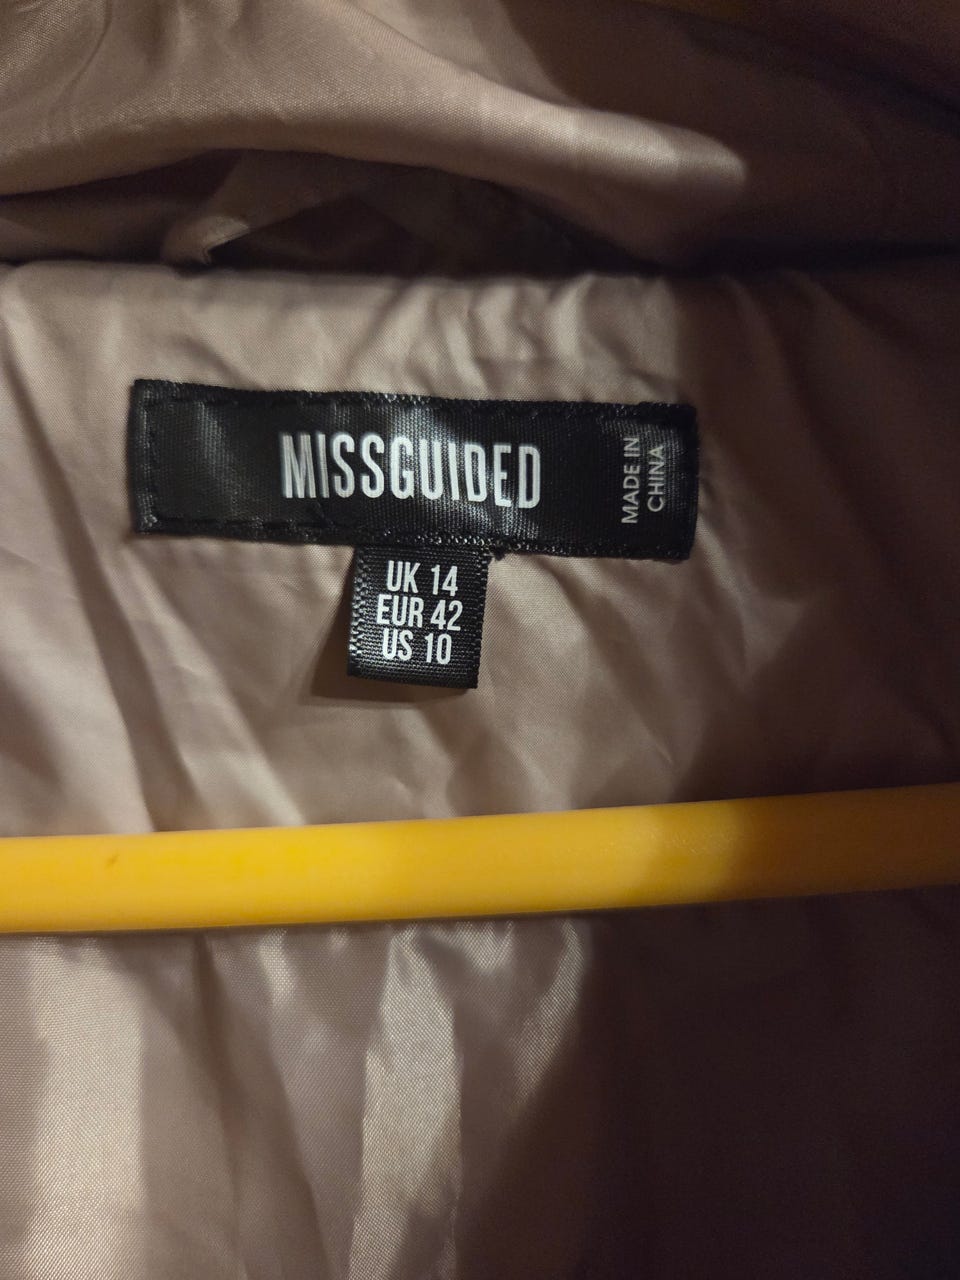 MISSGUIDED
MADE IN
CHINA
UK 14
EUR 42
US 10